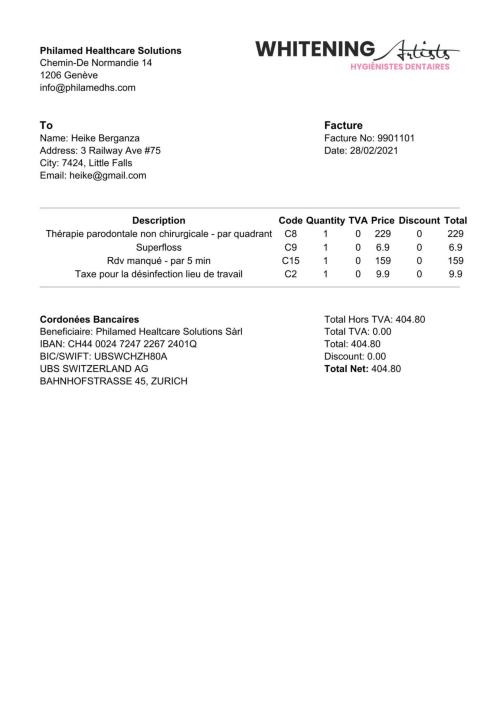 Philamed Healthcare Solutions
Chemin-De Normandie 14
1206 Genève
info@philamedhs.com
WHITENING Artists
HYGIÉNISTES DENTAIRES
To
Name: Heike Berganza
Address: 3 Railway Ave #75
City: 7424, Little Falls
Email: heike@gmail.com
Facture
Facture No: 9901101
Date: 28/02/2021
Description Code Quantity TVA Price Discount Total
Thérapie parodontale non chirurgicale - par quadrant C8 1 0 229 0 229
Superfloss C9 1 0 6.9 0 6.9
Rdv manqué - par 5 min C15 1 0 159 0 159
Taxe pour la désinfection lieu de travail C2 1 0 9.9 0 9.9
Cordonées Bancaires
Beneficiaire: Philamed Healtcare Solutions Sàrl
IBAN: CH44 0024 7247 2267 2401Q
BIC/SWIFT: UBSWCHZH80A
UBS SWITZERLAND AG
BAHNHOFSTRASSE 45, ZURICH
Total Hors TVA: 404.80
Total TVA: 0.00
Total: 404.80
Discount: 0.00
Total Net: 404.80